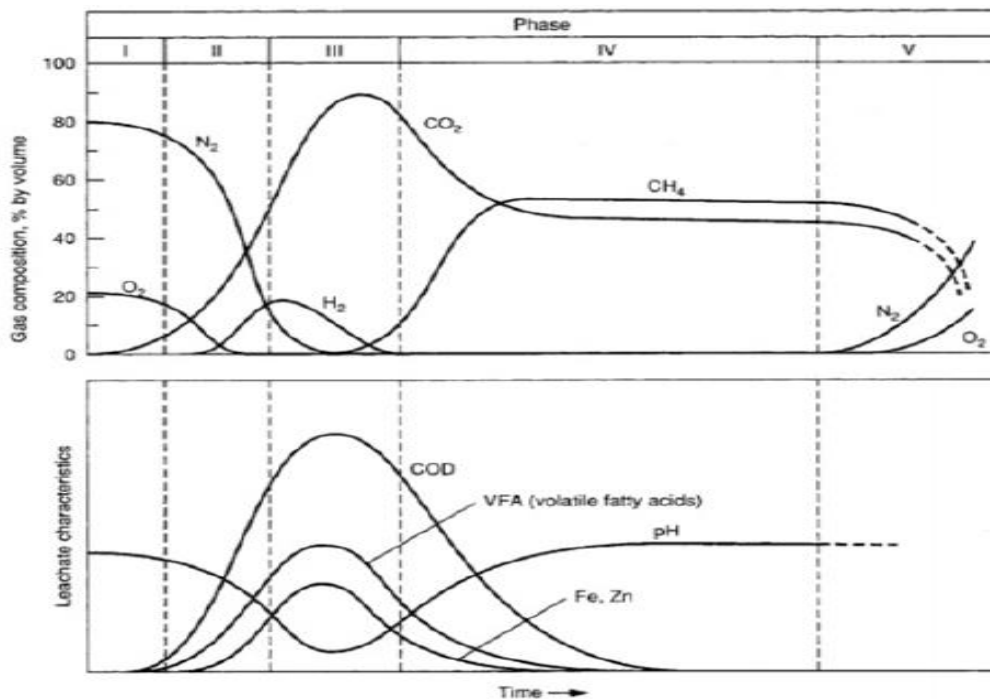 Phase
I II III IV V
100
80
60
40
20
0
Gas composition, % by volume
N₂
CO₂
CH₄
O₂
H₂
N₂
O₂
Leachate characteristics
COD
VFA (volatile fatty acids)
pH
Fe, Zn
Time